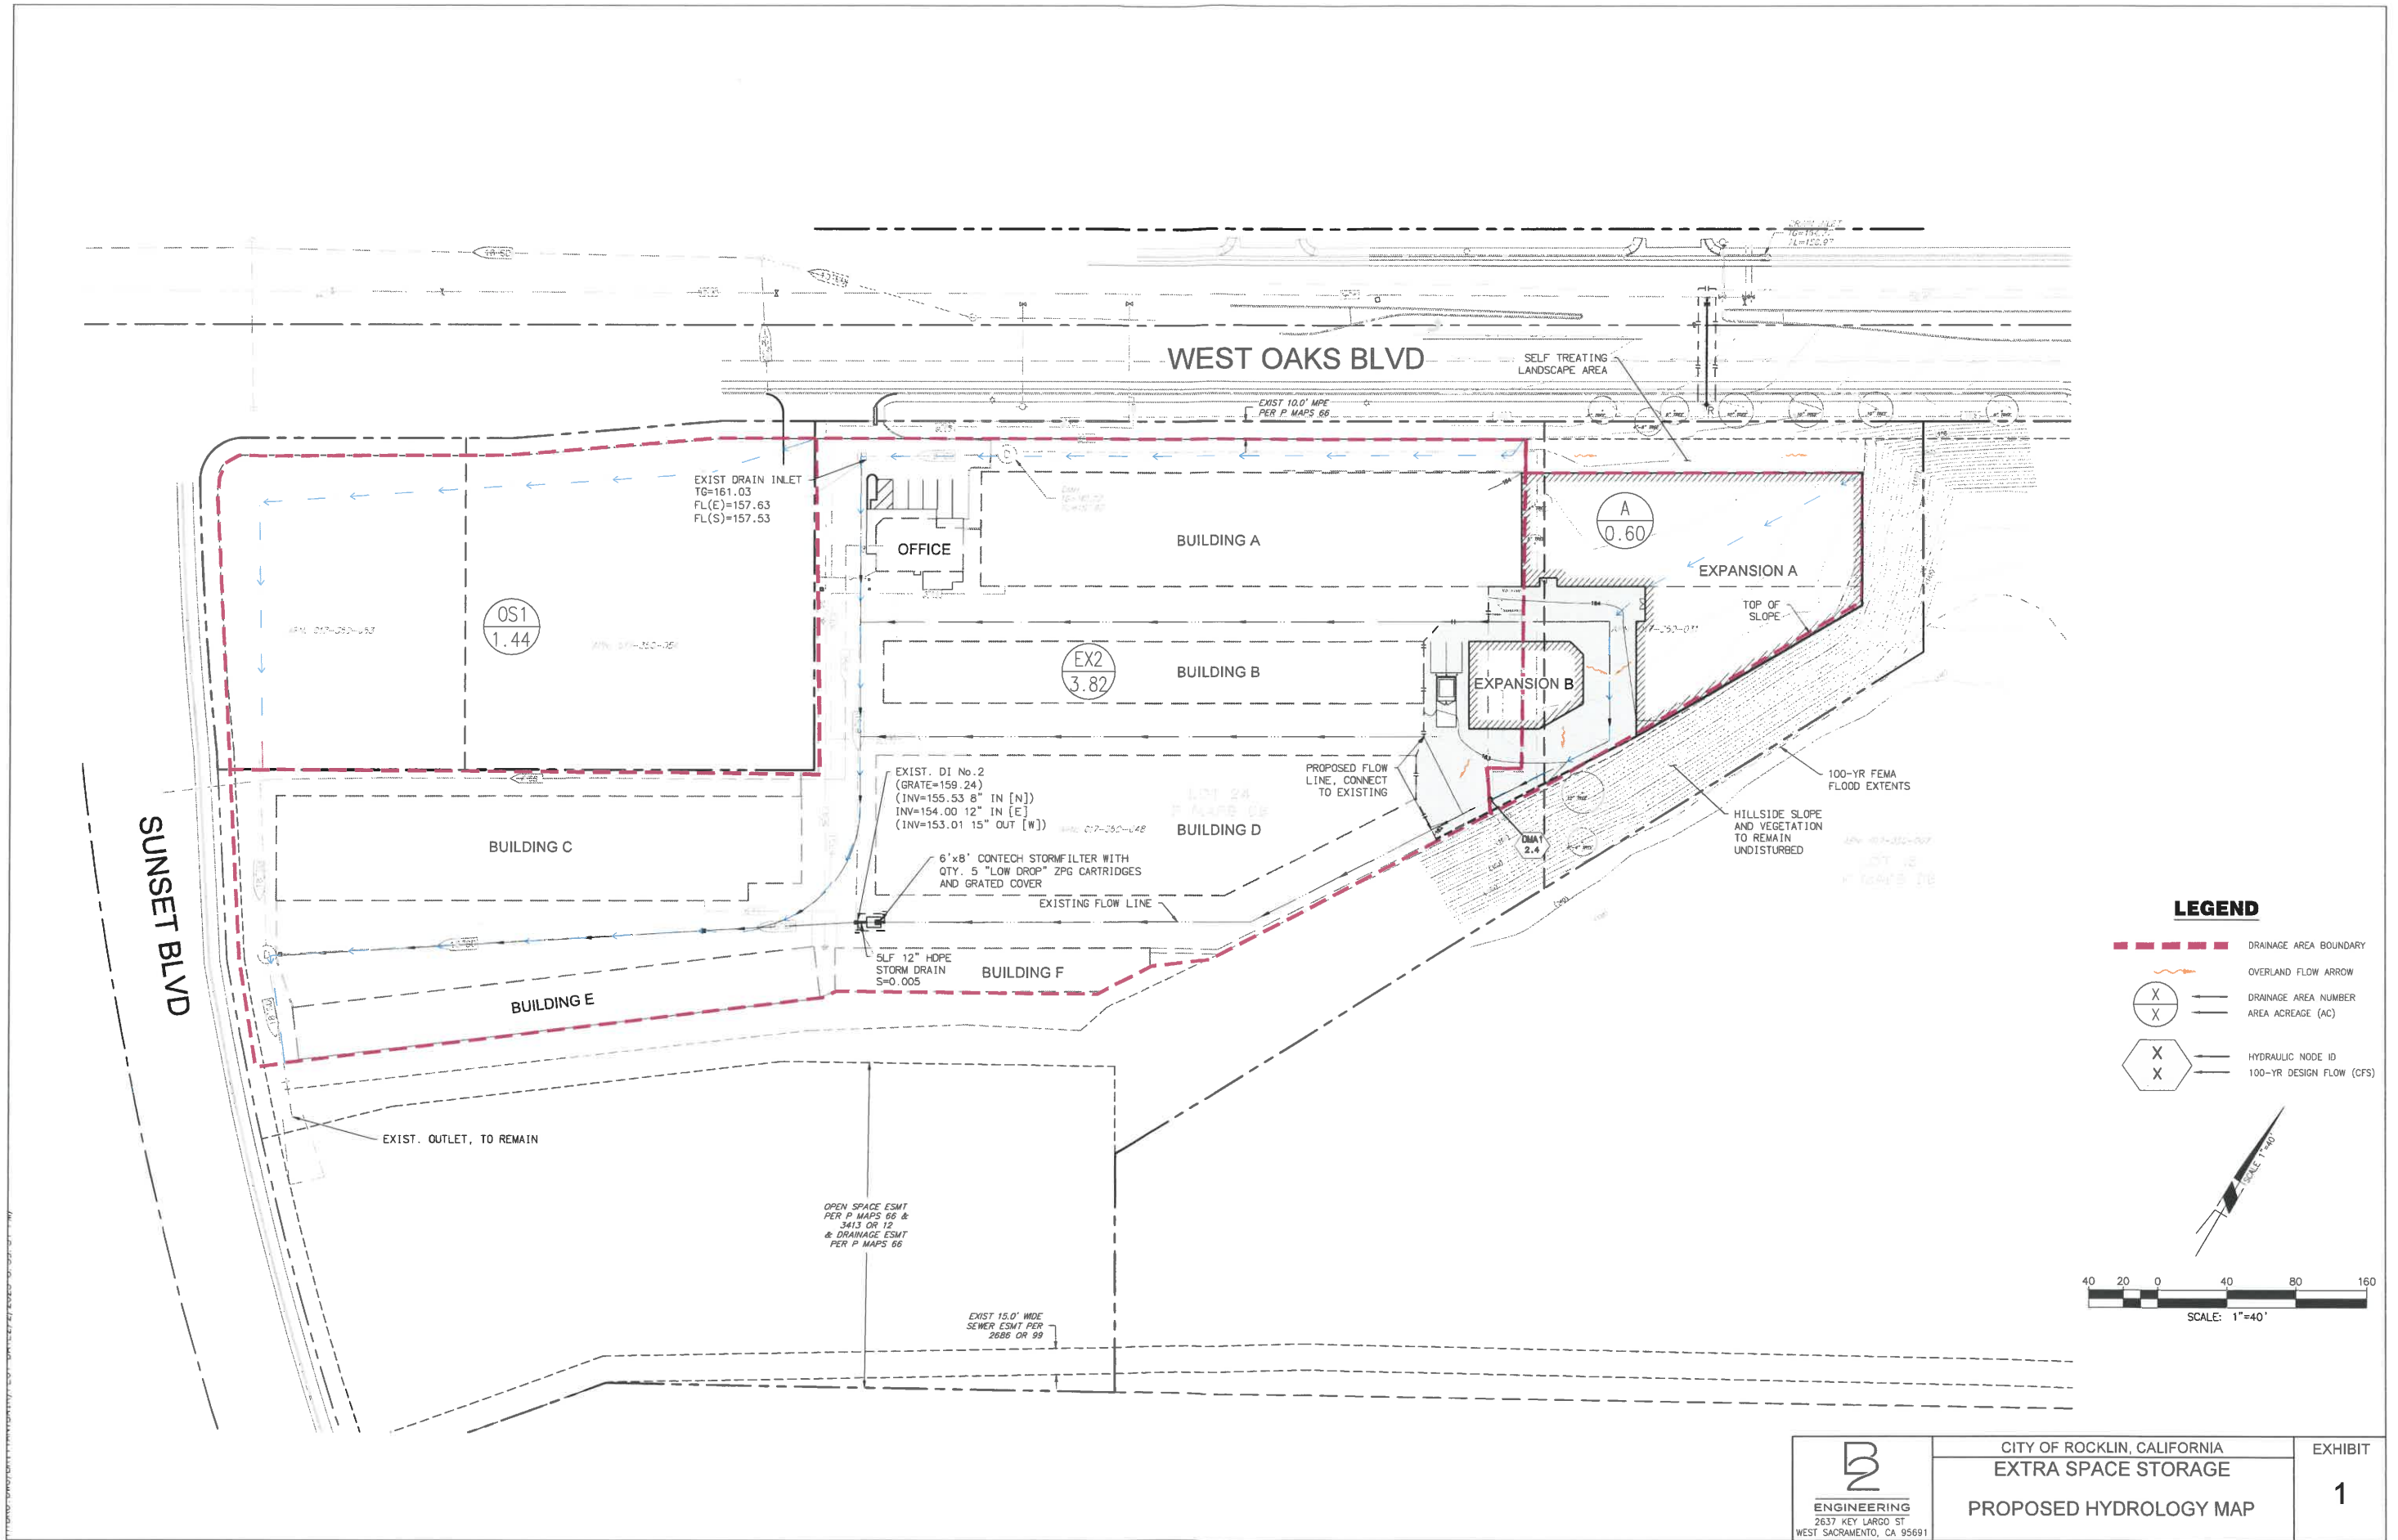 WEST OAKS BLVD
SELF TREATING
LANDSCAPE AREA
EXIST 10.0' MPE
PER P MAPS 66
EXIST DRAIN INLET
TG=161.03
FL(E)=157.63
FL(S)=157.53
OFFICE
BUILDING A
A
0.60
EXPANSION A
TOP OF
SLOPE
OS1
1.44
EX2
3.82
BUILDING B
EXPANSION B
EXIST. DI No.2
(GRATE=159.24)
(INV=155.53 8" IN [N])
INV=154.00 12" IN [E]
(INV=153.01 15" OUT [W])
PROPOSED FLOW
LINE, CONNECT
TO EXISTING
100-YR FEMA
FLOOD EXTENTS
HILLSIDE SLOPE
AND VEGETATION
TO REMAIN
UNDISTURBED
LOT 24
BUILDING D
DMA1
2.4
BUILDING C
6'x8' CONTECH STORMFILTER WITH
QTY. 5 "LOW DROP" ZPG CARTRIDGES
AND GRATED COVER
EXISTING FLOW LINE
SUNSET BLVD
5LF 12" HDPE
STORM DRAIN
S=0.005
BUILDING F
BUILDING E
EXIST. OUTLET, TO REMAIN
OPEN SPACE ESMT
PER P MAPS 66 &
3413 OR 12
& DRAINAGE ESMT
PER P MAPS 66
EXIST 15.0' WIDE
SEWER ESMT PER
2686 OR 99
LEGEND
DRAINAGE AREA BOUNDARY
OVERLAND FLOW ARROW
X
X
DRAINAGE AREA NUMBER
AREA ACREAGE (AC)
X
X
HYDRAULIC NODE ID
100-YR DESIGN FLOW (CFS)
SCALE 1"=40'
40 20 0 40 80 160
SCALE: 1"=40'
ENGINEERING
2637 KEY LARGO ST
WEST SACRAMENTO, CA 95691
CITY OF ROCKLIN, CALIFORNIA
EXTRA SPACE STORAGE
PROPOSED HYDROLOGY MAP
EXHIBIT
1